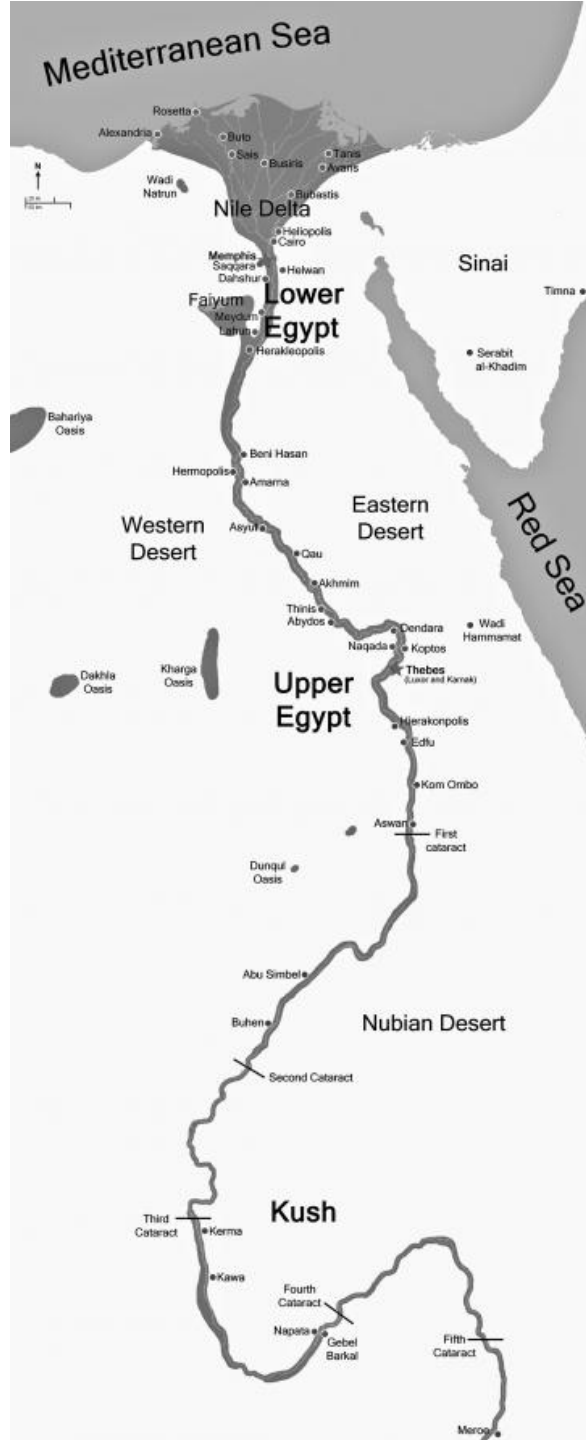 Mediterranean Sea
Rosetta
Alexandria
Buto
Sais
Busiris
Tanis
Avaris
N
Wadi
Natrun
Bubastis
Nile Delta
Heliopolis
Cairo
Memphis
Saqqara
Helwan
Dahshur
Sinai
Timna
Faiyum
Lower
Egypt
Meydum
Lahun
Herakleopolis
Serabit
al-Khadim
Bahariya
Oasis
Beni Hasan
Hermopolis
Amarna
Western
Desert
Eastern
Desert
Red Sea
Asyut
Qau
Akhmim
Thinis
Abydos
Dendara
Naqada
Koptos
Wadi
Hammamat
Thebes
(Luxor and Karnak)
Dakhla
Oasis
Kharga
Oasis
Upper
Egypt
Hierakonpolis
Edfu
Kom Ombo
Aswan
First
cataract
Dunqul
Oasis
Abu Simbel
Buhen
Nubian Desert
Second Cataract
Third
Cataract
Kerma
Kush
Kawa
Fourth
Cataract
Napata
Gebel
Barkal
Fifth
Cataract
Meroe